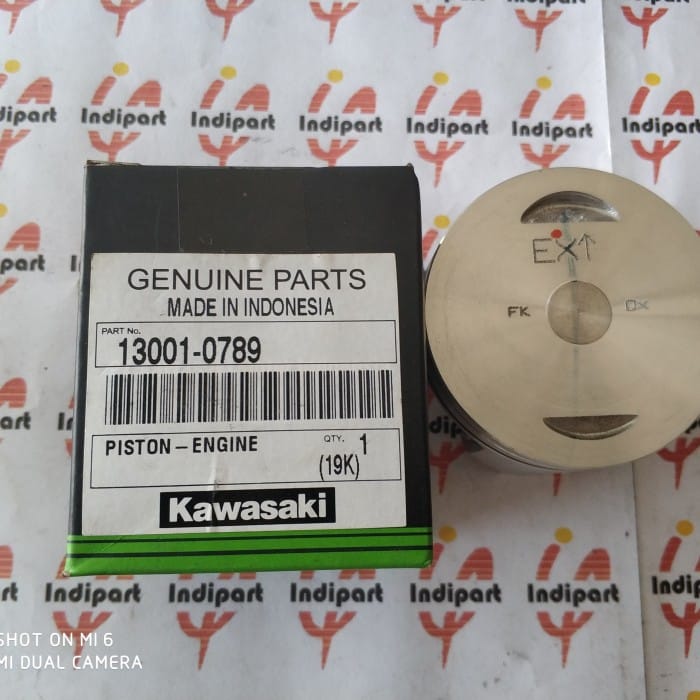 GENUINE PARTS
MADE IN INDONESIA
PART No.
13001-0789
PISTON – ENGINE
QTY. 1
(19K)
Kawasaki
EX↑
FK
Indipart
SHOT ON MI 6
MI DUAL CAMERA